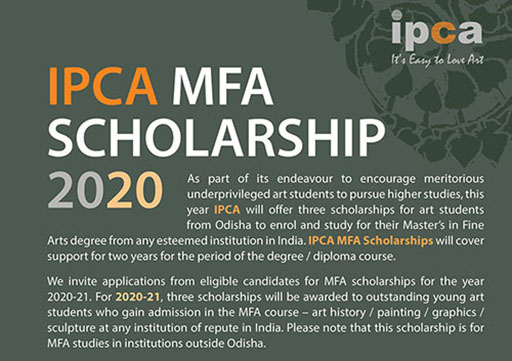 ipca
It's Easy to Love Art
IPCA MFA
SCHOLARSHIP
2020
As part of its endeavour to encourage meritorious
underprivileged art students to pursue higher studies, this
year IPCA will offer three scholarships for art students
from Odisha to enrol and study for their Master's in Fine
Arts degree from any esteemed institution in India. IPCA MFA Scholarships will cover
support for two years for the period of the degree / diploma course.
We invite applications from eligible candidates for MFA scholarships for the year
2020-21. For 2020-21, three scholarships will be awarded to outstanding young art
students who gain admission in the MFA course – art history / painting / graphics /
sculpture at any institution of repute in India. Please note that this scholarship is for
MFA studies in institutions outside Odisha.